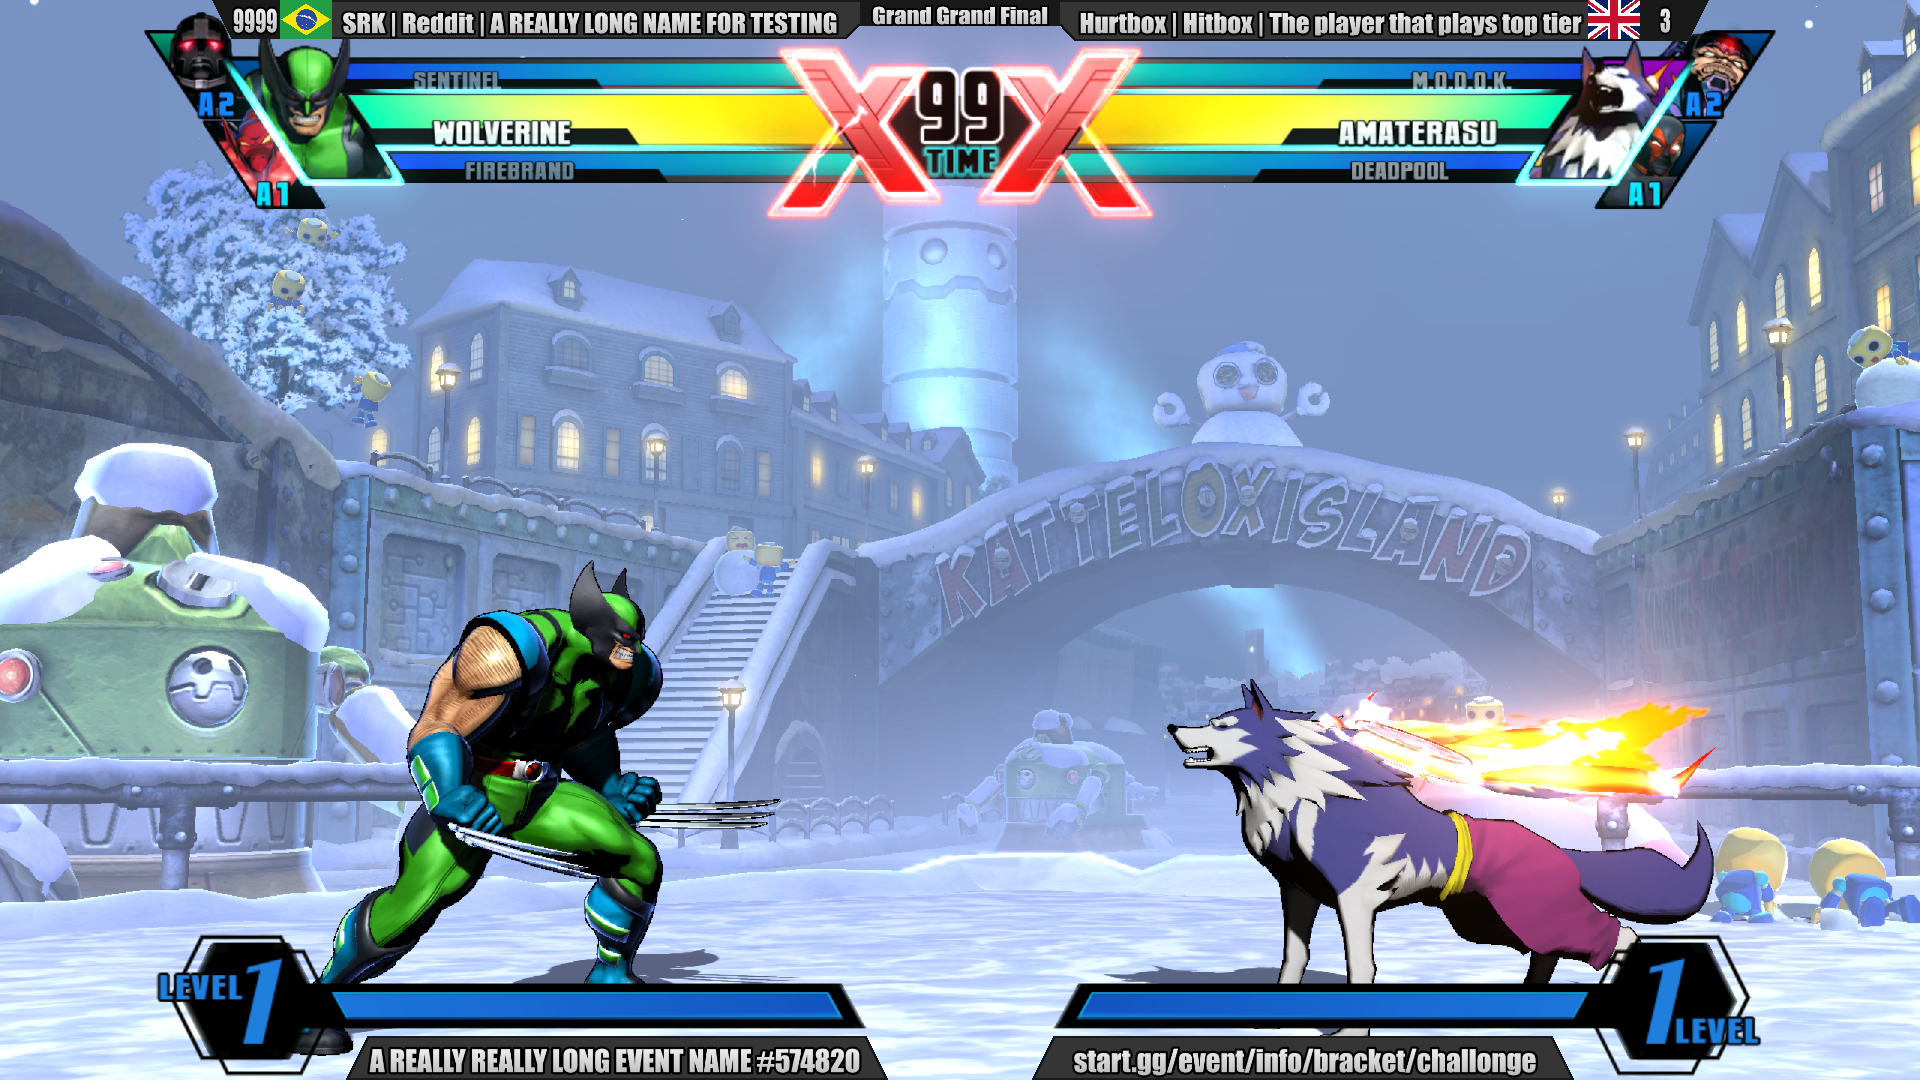 9999 SRK | Reddit | A REALLY LONG NAME FOR TESTING
Grand Grand Final
Hurtbox | Hitbox | The player that plays top tier 3
SENTINEL
M.O.D.O.K.
A2
99
A2
WOLVERINE
AMATERASU
TIME
FIREBRAND
DEADPOOL
A1
A1
KATTELOX ISLAND
LEVEL 1
1 LEVEL
A REALLY REALLY LONG EVENT NAME #574820
start.gg/event/info/bracket/challonge